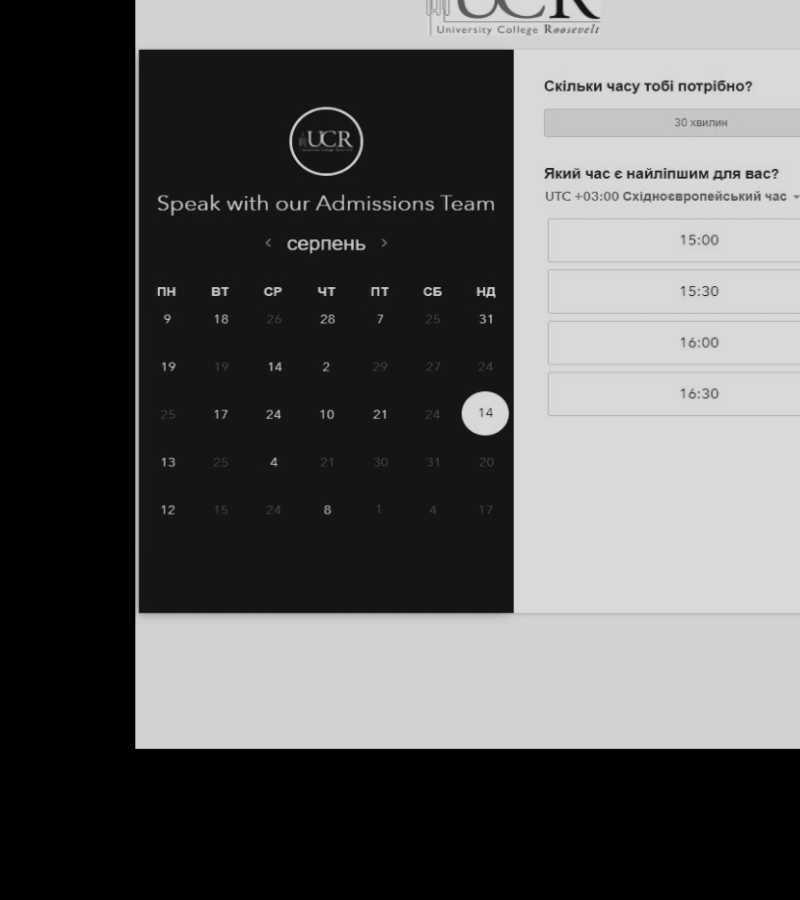 UCR
University College Roosevelt
UCR
Speak with our Admissions Team
< серпень >
ПН ВТ СР ЧТ ПТ СБ НД
9 18 26 28 7 25 31
19 19 14 2 29 27 24
25 17 24 10 21 24 14
13 25 4 21 30 31 20
12 15 24 8 1 4 17
Скільки часу тобі потрібно?
30 хвилин
Який час є найліпшим для вас?
UTC +03:00 Східноєвропейський час
15:00
15:30
16:00
16:30